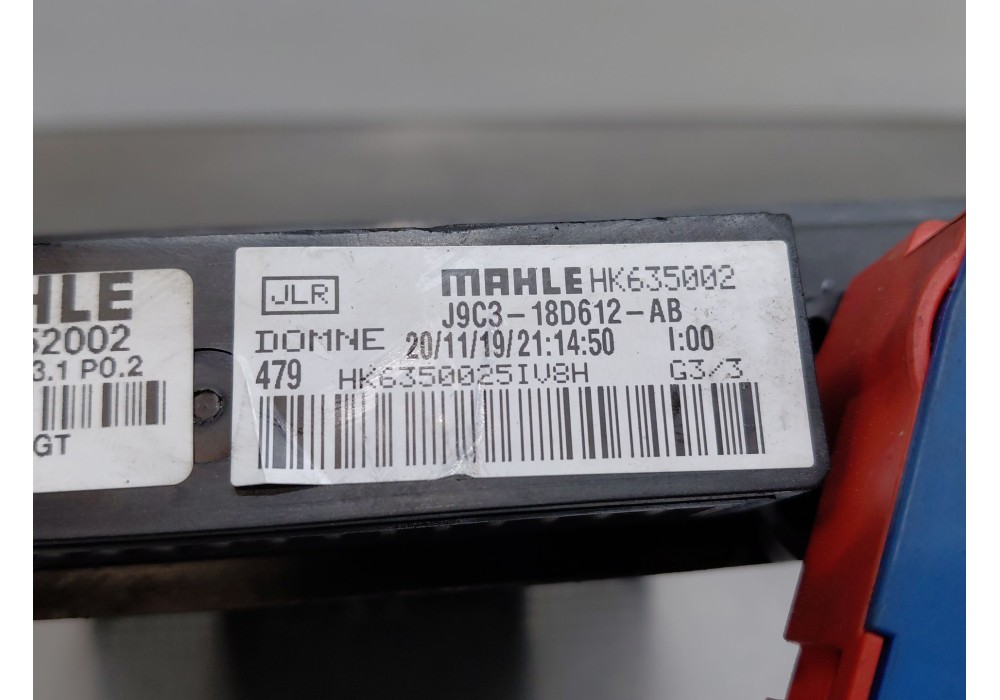 JLR MAHLE HK635002
J9C3-18D612-AB
DOMNE 20/11/19/21:14:50 I:00
479 HK6350025IV8H G3/3
HLE
52002
3.1 P0.2
GT